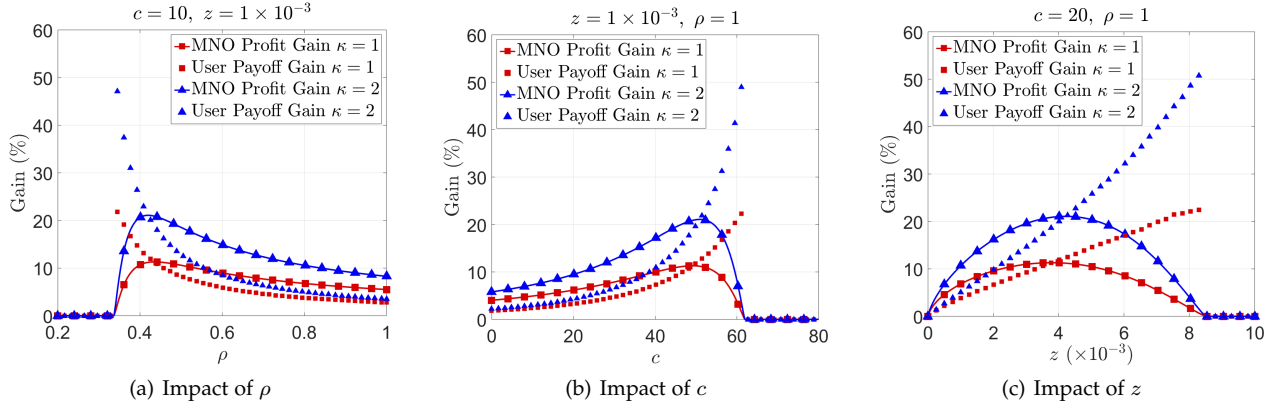 c = 10, z = 1 × 10⁻³
60
50
40
30
20
10
0
Gain (%)
MNO Profit Gain κ = 1
User Payoff Gain κ = 1
MNO Profit Gain κ = 2
User Payoff Gain κ = 2
0.2 0.4 0.6 0.8 1
ρ
(a) Impact of ρ
z = 1 × 10⁻³, ρ = 1
60
50
40
30
20
10
0
Gain (%)
MNO Profit Gain κ = 1
User Payoff Gain κ = 1
MNO Profit Gain κ = 2
User Payoff Gain κ = 2
0 20 40 60 80
c
(b) Impact of c
c = 20, ρ = 1
60
50
40
30
20
10
0
Gain (%)
MNO Profit Gain κ = 1
User Payoff Gain κ = 1
MNO Profit Gain κ = 2
User Payoff Gain κ = 2
0 2 4 6 8 10
z (×10⁻³)
(c) Impact of z